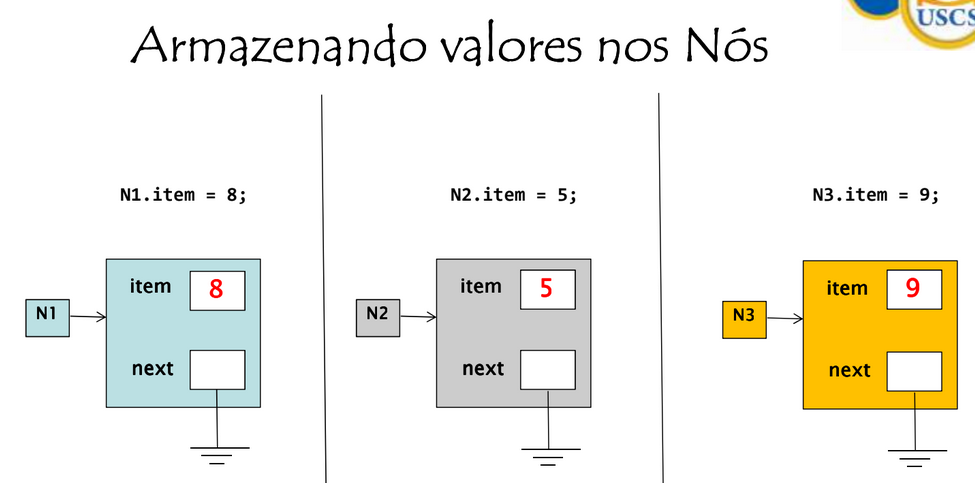 USCS
Armazenando valores nos Nós
N1.item = 8;
N2.item = 5;
N3.item = 9;
item 8
N1
next
item 5
N2
next
item 9
N3
next